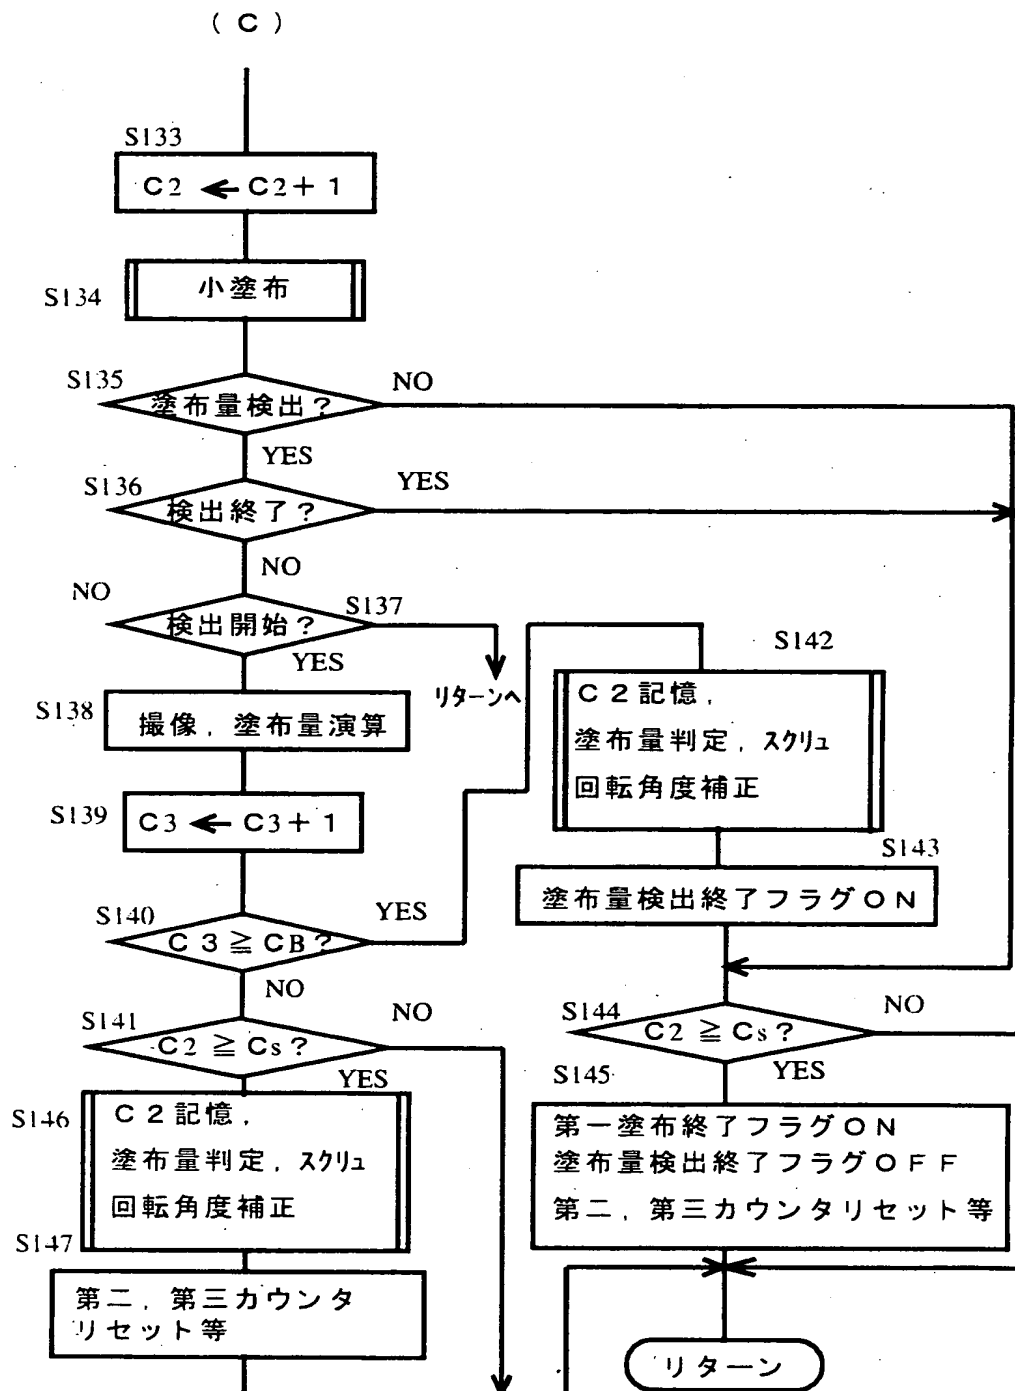 (C)
S133
C2 ← C2+1
S134
小塗布
S135
塗布量検出?
NO
YES
S136
検出終了?
YES
NO
NO
S137
検出開始?
YES
リターンへ
S138
撮像,塗布量演算
S139
C3 ← C3+1
S140
C3≧CB?
YES
NO
S141
C2≧Cs?
NO
YES
S146
C2記憶,
塗布量判定,スクリュ
回転角度補正
S147
第二,第三カウンタ
リセット等
S142
C2記憶,
塗布量判定,スクリュ
回転角度補正
S143
塗布量検出終了フラグON
S144
C2≧Cs?
NO
YES
S145
第一塗布終了フラグON
塗布量検出終了フラグOFF
第二,第三カウンタリセット等
リターン